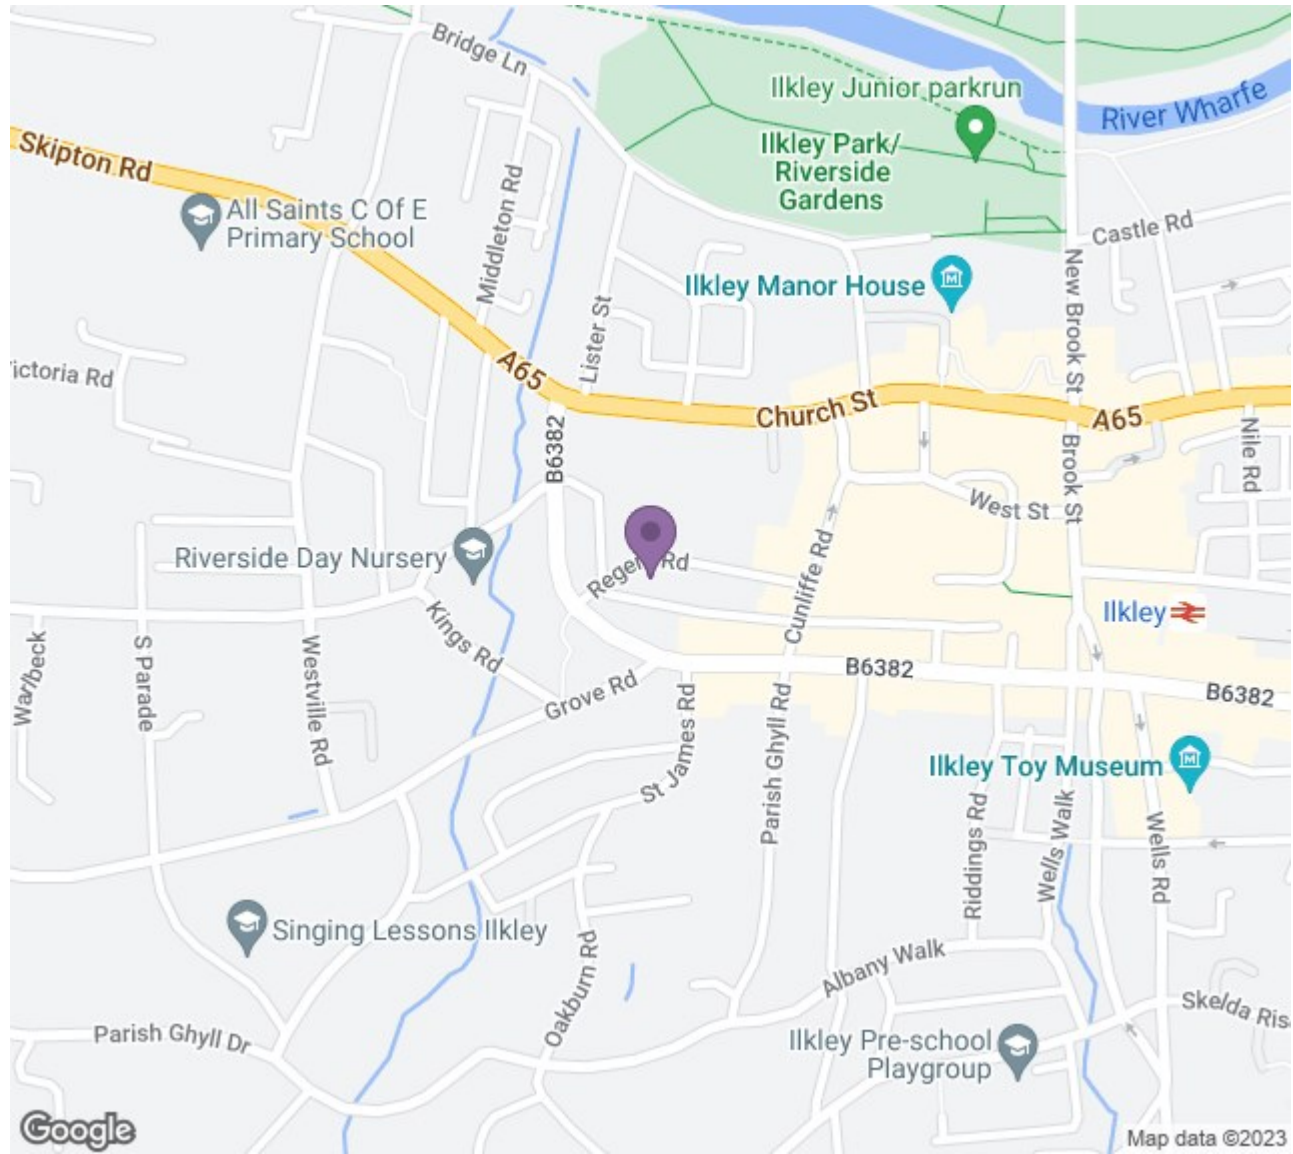 Bridge Ln
Ilkley Junior parkrun
River Wharfe
Ilkley Park/
Riverside
Gardens
Skipton Rd
All Saints C Of E
Primary School
Middleton Rd
Castle Rd
Ilkley Manor House
New Brook St
Lister St
ictoria Rd
A65
Church St
A65
B6382
Brook St
Nile Rd
West St
Riverside Day Nursery
Cunliffe Rd
Ilkley
Kings Rd
S Parade
Westville Rd
Grove Rd
B6382
B6382
St James Rd
Parish Ghyll Rd
Ilkley Toy Museum
Riddings Rd
Wells Walk
Wells Rd
Singing Lessons Ilkley
Oakburn Rd
Albany Walk
Skelda Ris
Parish Ghyll Dr
Ilkley Pre-school
Playgroup
Google
Map data ©2023